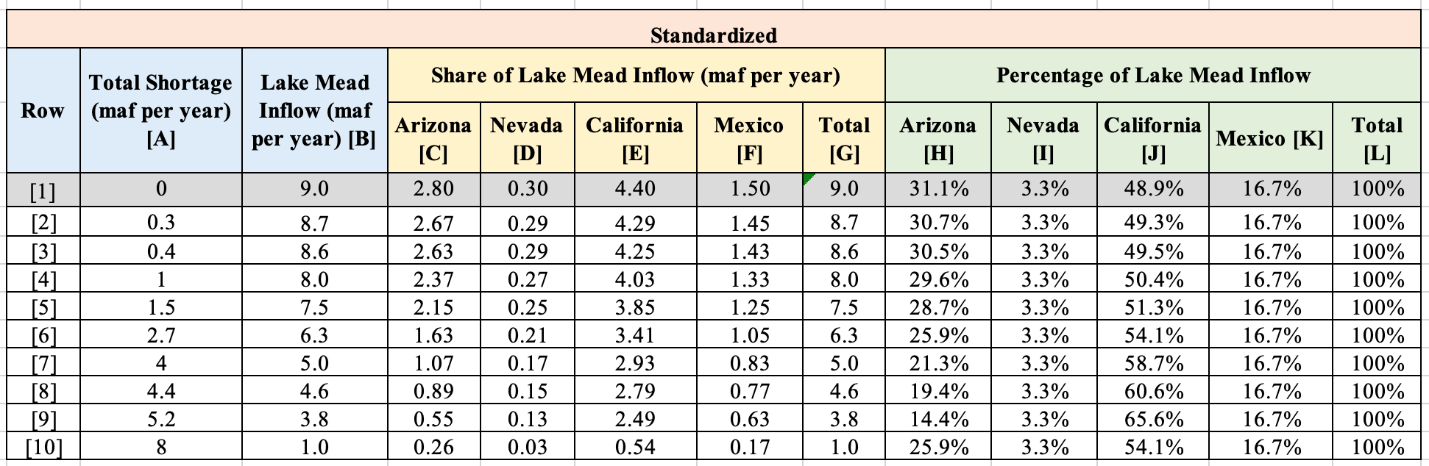 Standardized
Row Total Shortage (maf per year) [A] Lake Mead Inflow (maf per year) [B] Share of Lake Mead Inflow (maf per year) Percentage of Lake Mead Inflow
Arizona [C] Nevada [D] California [E] Mexico [F] Total [G] Arizona [H] Nevada [I] California [J] Mexico [K] Total [L]
[1] 0 9.0 2.80 0.30 4.40 1.50 9.0 31.1% 3.3% 48.9% 16.7% 100%
[2] 0.3 8.7 2.67 0.29 4.29 1.45 8.7 30.7% 3.3% 49.3% 16.7% 100%
[3] 0.4 8.6 2.63 0.29 4.25 1.43 8.6 30.5% 3.3% 49.5% 16.7% 100%
[4] 1 8.0 2.37 0.27 4.03 1.33 8.0 29.6% 3.3% 50.4% 16.7% 100%
[5] 1.5 7.5 2.15 0.25 3.85 1.25 7.5 28.7% 3.3% 51.3% 16.7% 100%
[6] 2.7 6.3 1.63 0.21 3.41 1.05 6.3 25.9% 3.3% 54.1% 16.7% 100%
[7] 4 5.0 1.07 0.17 2.93 0.83 5.0 21.3% 3.3% 58.7% 16.7% 100%
[8] 4.4 4.6 0.89 0.15 2.79 0.77 4.6 19.4% 3.3% 60.6% 16.7% 100%
[9] 5.2 3.8 0.55 0.13 2.49 0.63 3.8 14.4% 3.3% 65.6% 16.7% 100%
[10] 8 1.0 0.26 0.03 0.54 0.17 1.0 25.9% 3.3% 54.1% 16.7% 100%